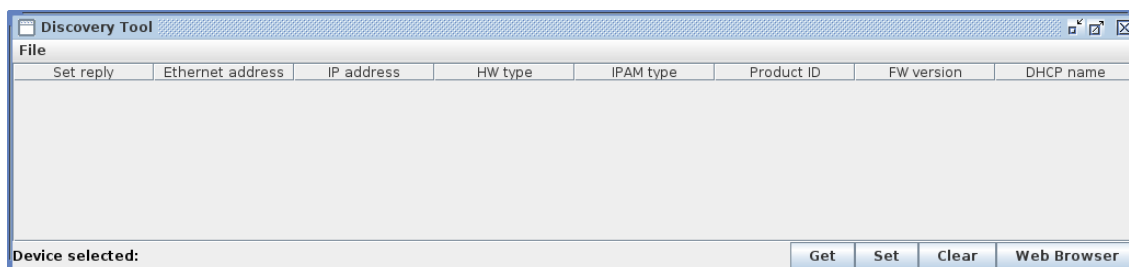 Discovery Tool
File
Set reply Ethernet address IP address HW type IPAM type Product ID FW version DHCP name
Device selected: Get Set Clear Web Browser